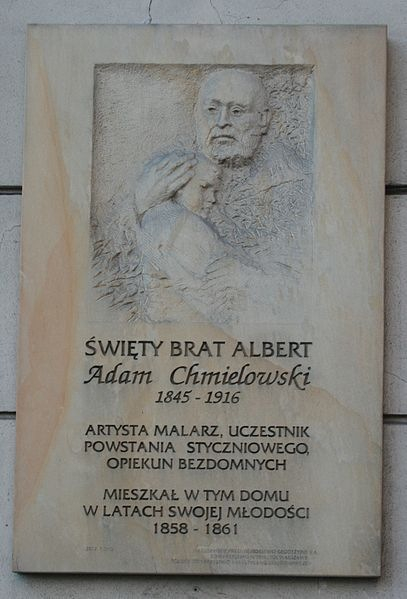 ŚWIĘTY BRAT ALBERT
Adam Chmielowski
1845 - 1916
ARTYSTA MALARZ, UCZESTNIK
POWSTANIA STYCZNIOWEGO,
OPIEKUN BEZDOMNYCH
MIESZKAŁ W TYM DOMU
W LATACH SWOJEJ MŁODOŚCI
1858 - 1861